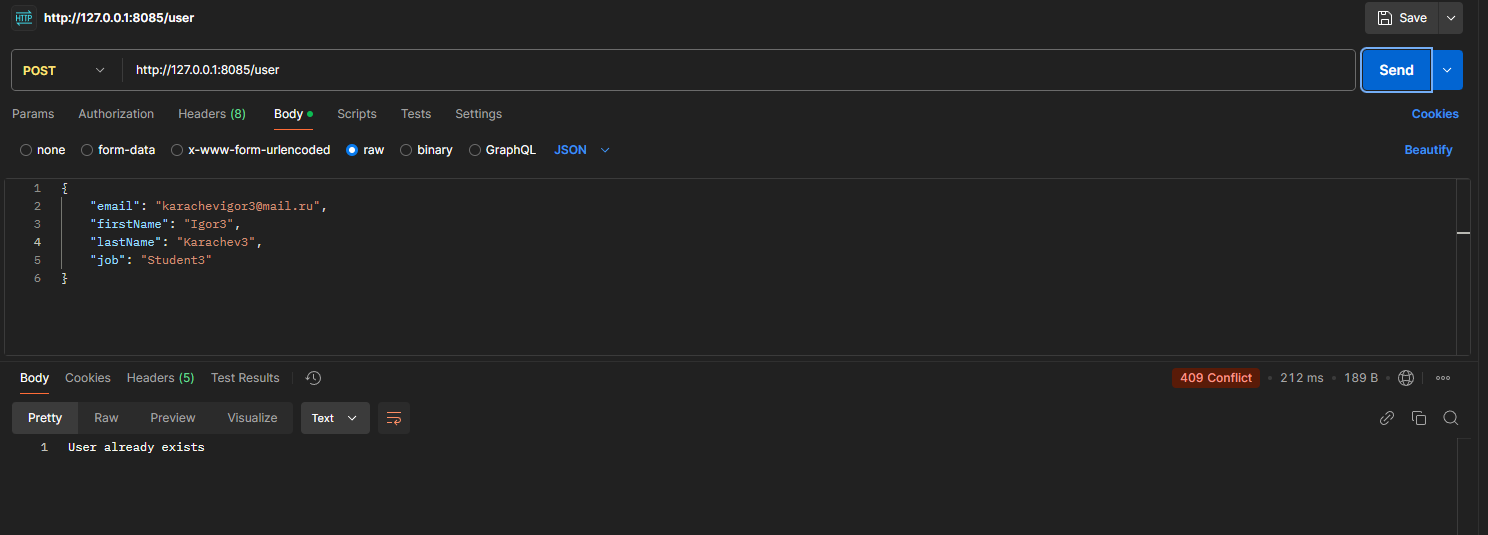 HTTP http://127.0.0.1:8085/user Save
POST http://127.0.0.1:8085/user Send
Params Authorization Headers (8) Body Scripts Tests Settings Cookies
none form-data x-www-form-urlencoded raw binary GraphQL JSON Beautify
1 {
2 "email": "karachevigor3@mail.ru",
3 "firstName": "Igor3",
4 "lastName": "Karachev3",
5 "job": "Student3"
6 }
Body Cookies Headers (5) Test Results 409 Conflict 212 ms 189 B
Pretty Raw Preview Visualize Text
1 User already exists